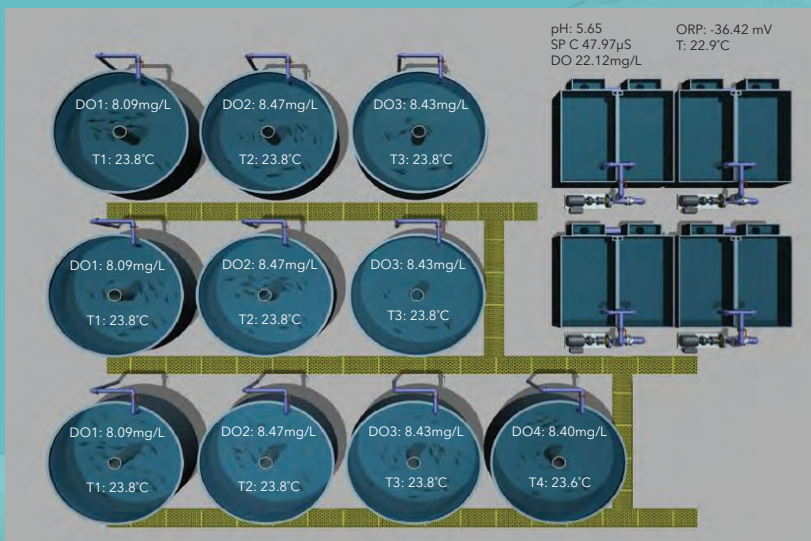 pH: 5.65
SP C 47.97µS
DO 22.12mg/L
ORP: -36.42 mV
T: 22.9˚C
DO1: 8.09mg/L
DO2: 8.47mg/L
DO3: 8.43mg/L
T1: 23.8˚C
T2: 23.8˚C
T3: 23.8˚C
DO1: 8.09mg/L
DO2: 8.47mg/L
DO3: 8.43mg/L
T1: 23.8˚C
T2: 23.8˚C
T3: 23.8˚C
DO1: 8.09mg/L
DO2: 8.47mg/L
DO3: 8.43mg/L
DO4: 8.40mg/L
T1: 23.8˚C
T2: 23.8˚C
T3: 23.8˚C
T4: 23.6˚C